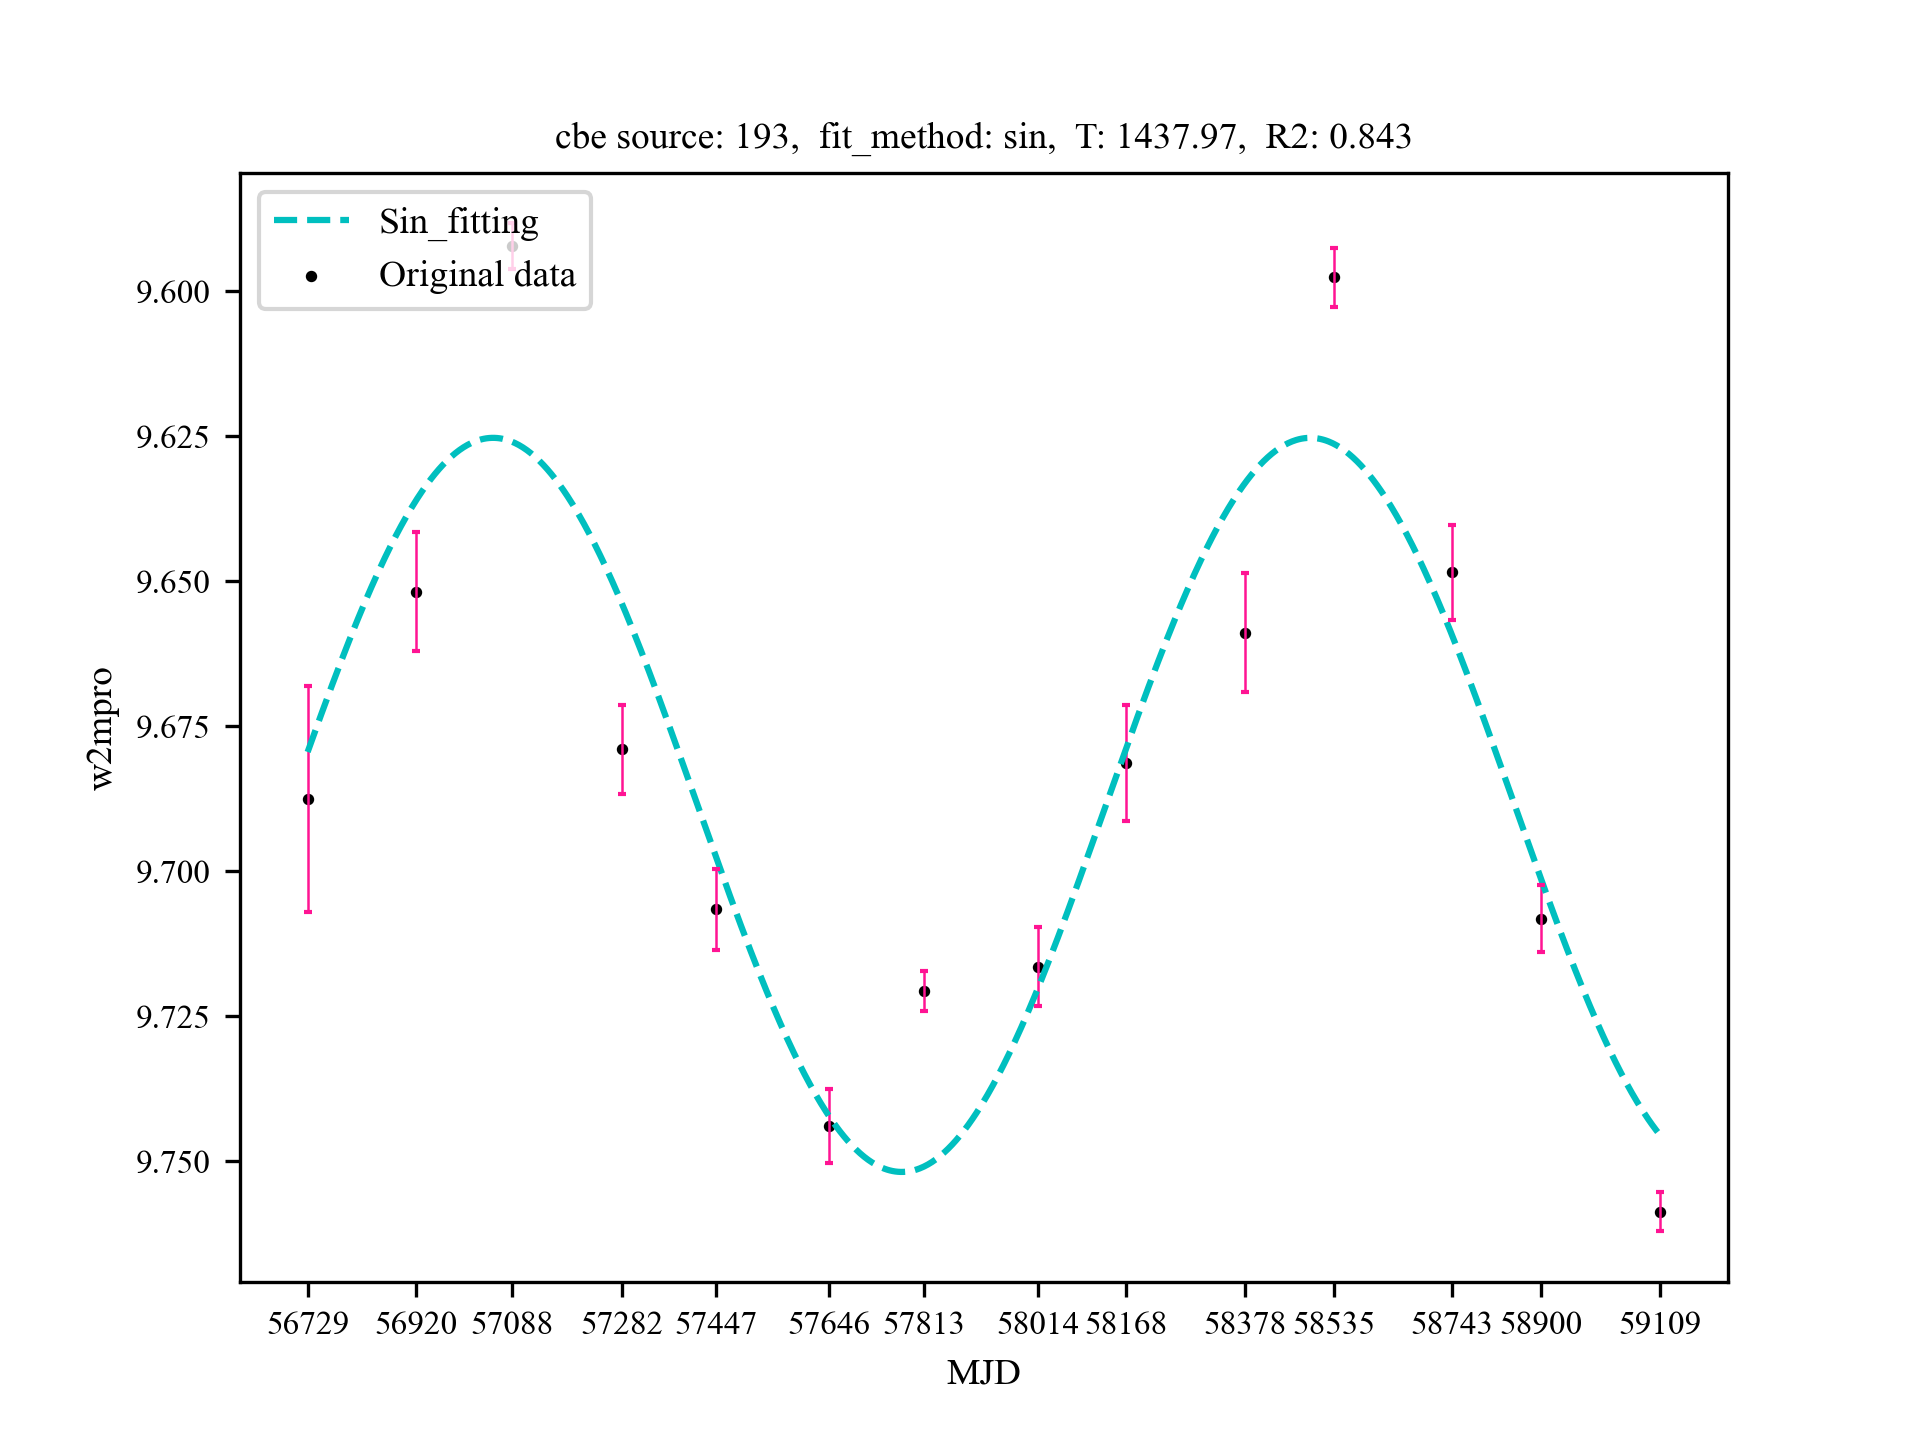 cbe source: 193,  fit_method: sin,  T: 1437.97,  R2: 0.843
Sin_fitting
Original data
9.600
9.625
9.650
9.675
9.700
9.725
9.750
w2mpro
56729 56920 57088 57282 57447 57646 57813 58014 58168 58378 58535 58743 58900 59109
MJD